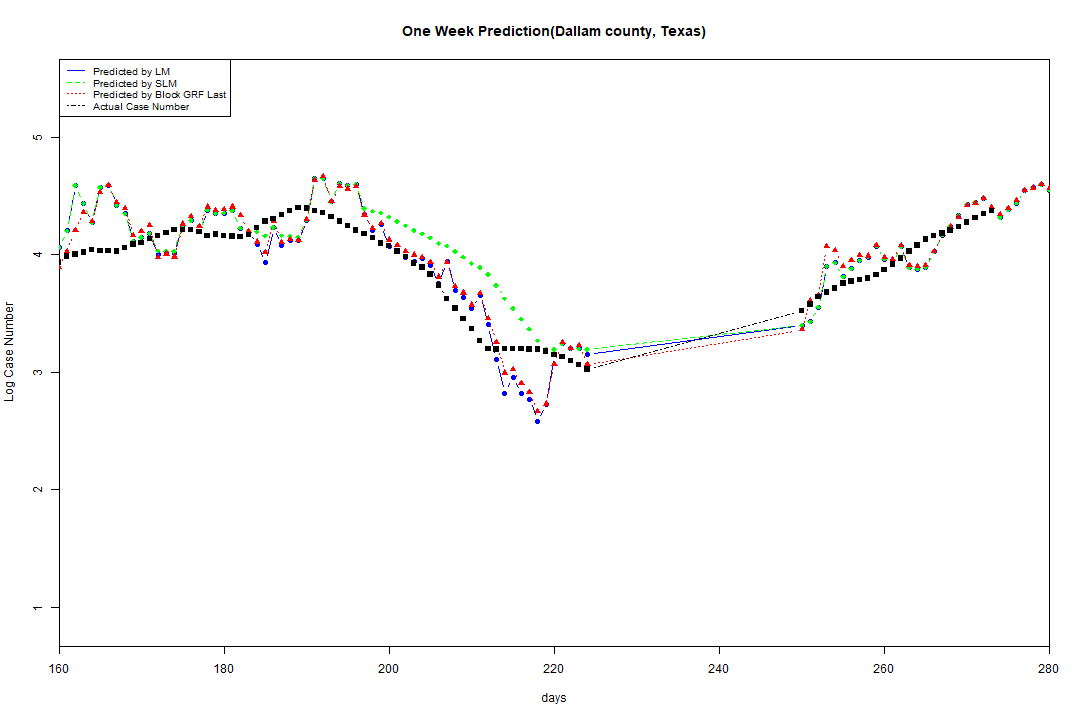 One Week Prediction(Dallam county, Texas)
Predicted by LM
Predicted by SLM
Predicted by Block GRF Last
Actual Case Number
Log Case Number
5
4
3
2
1
160 180 200 220 240 260 280
days